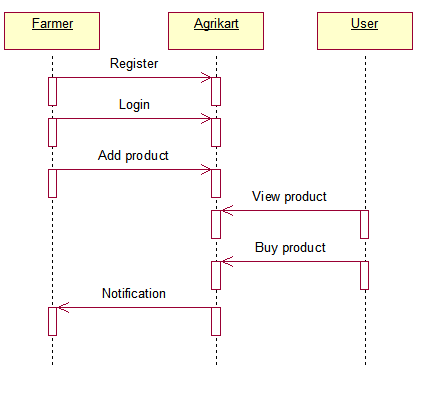 Farmer
Agrikart
User
Register
Login
Add product
View product
Buy product
Notification